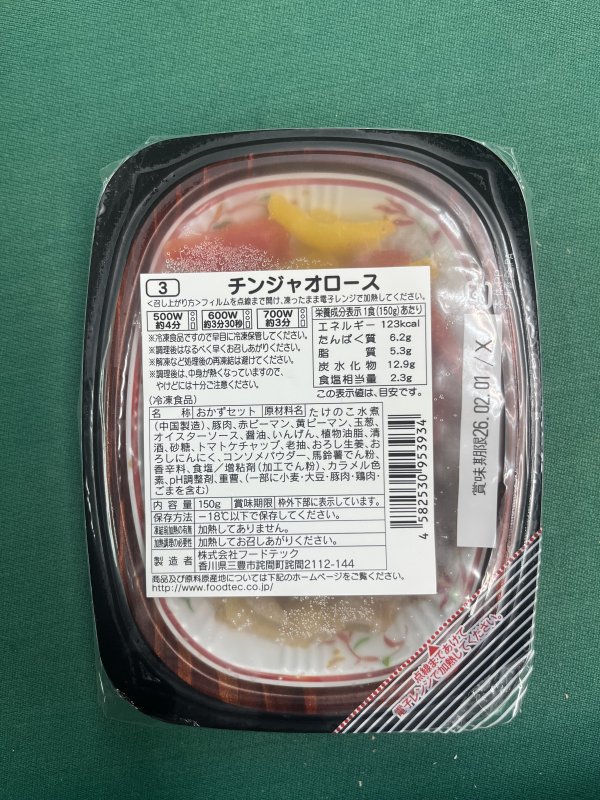 3
チンジャオロース
<召し上がり方>フィルムを点線まで開け、凍ったまま電子レンジで加熱してください。
500W 約4分
600W 約3分30秒
700W 約3分
※冷凍食品ですので早目に冷凍保管してください。
※調理後はなるべく早くお召しあがりください。
※解凍など処理後の再凍結は避けてください。
※調理後は、中身が熱くなっていますので、
やけどには十分ご注意ください。
栄養成分表示 1食(150g)あたり
エネルギー 123kcal
たんぱく質 6.2g
脂質 5.3g
炭水化物 12.9g
食塩相当量 2.3g
この表示値は、目安です。
(冷凍食品)
名称 おかずセット 原材料名 たけのこ水煮
(中国製造)、豚肉、赤ピーマン、黄ピーマン、玉葱、
オイスターソース、醤油、いんげん、植物油脂、清
酒、砂糖、トマトケチャップ、老抽、おろし生姜、お
ろしにんにく、コンソメパウダー、馬鈴薯でん粉、
香辛料、食塩/増粘剤(加工でん粉)、カラメル色
素、pH調整剤、重曹、(一部に小麦・大豆・豚肉・鶏肉・
ごまを含む)
内容量 150g 賞味期限 枠外下部に表示しています。
保存方法 −18℃以下で保存してください。
凍結前加熱の有無 加熱してありません。
加熱調理の必要性 加熱してお召しあがりください。
製造者 株式会社フードテック
香川県三豊市詫間町詫間2112-144
商品及び原料原産地については下記のホームページをご覧ください。
http://www.foodtec.co.jp/
4 582530 953934
賞味期限26.02.01 /X
点線まであけて
電子レンジで加熱してください。